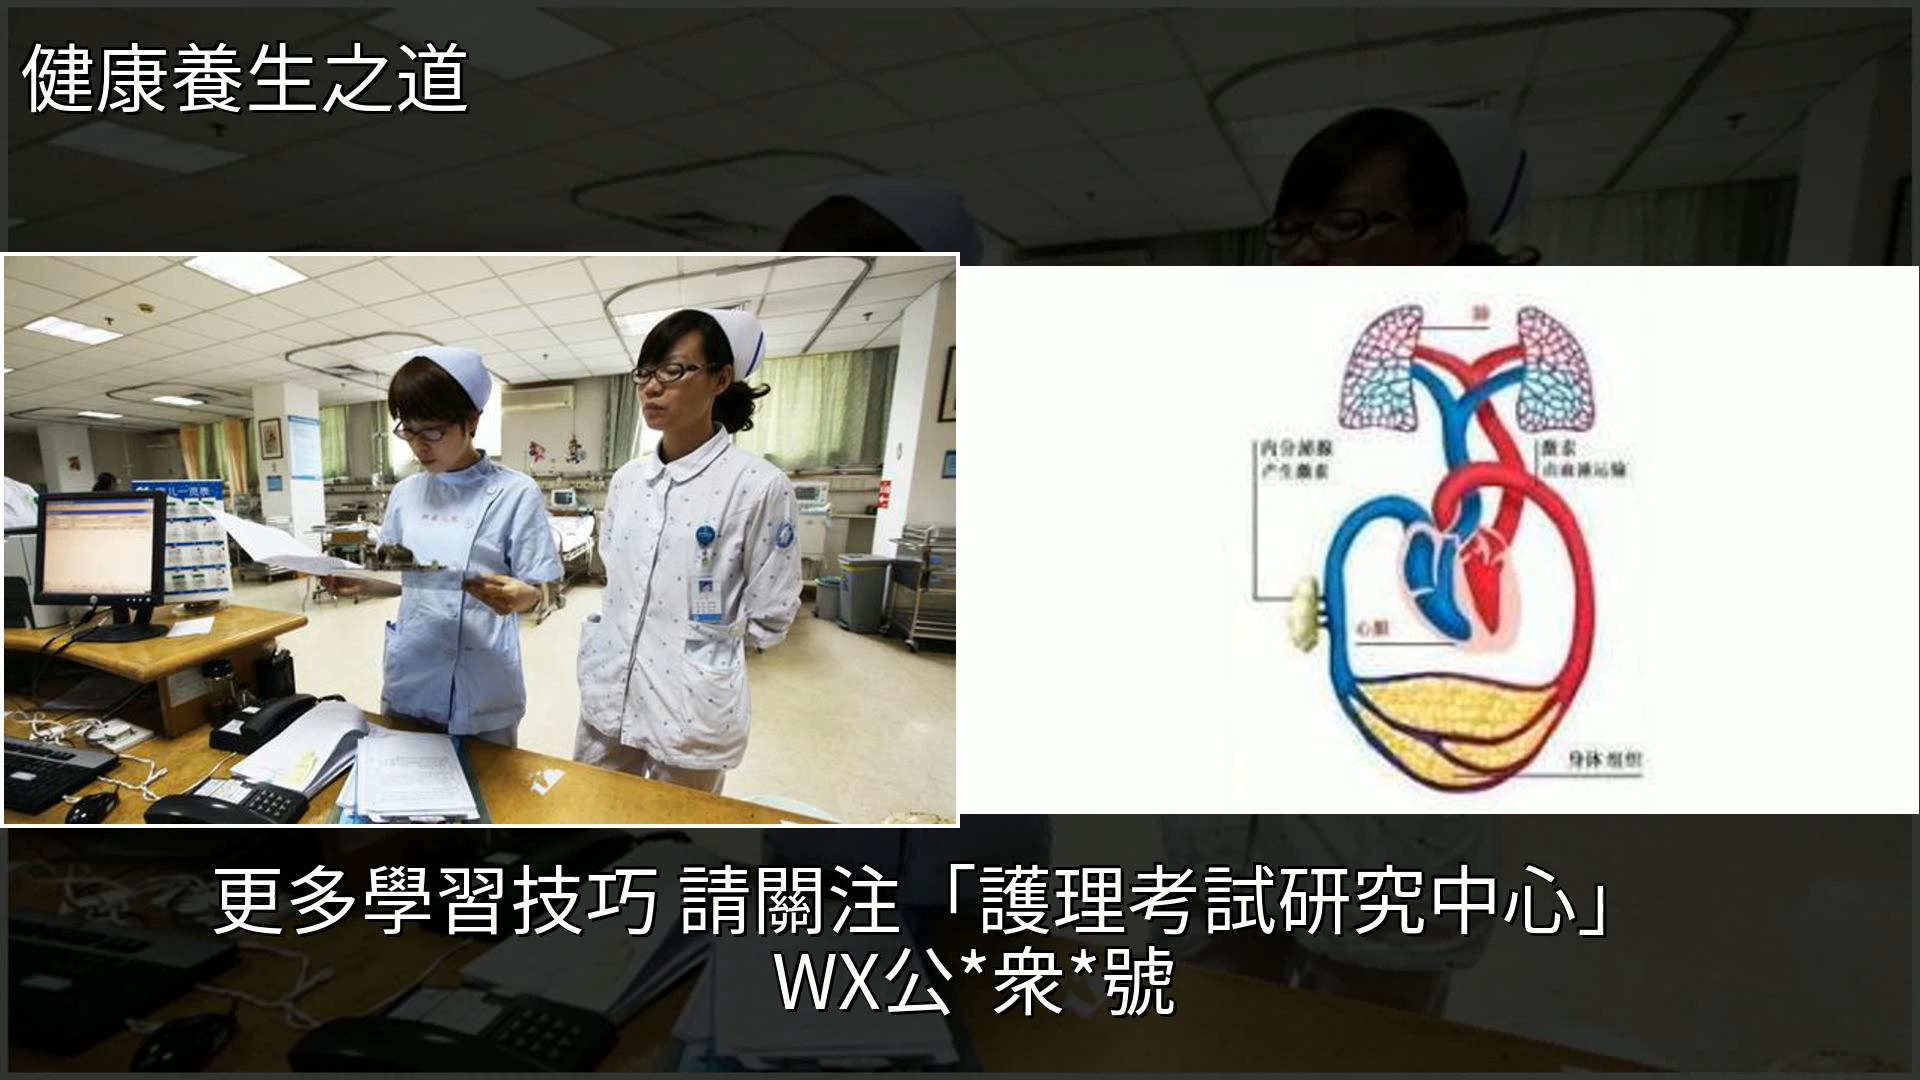 健康養生之道
肺
内分泌腺
产生激素
激素
由血液运输
心脏
身体组织
更多學習技巧 請關注「護理考試研究中心」
WX公*衆*號